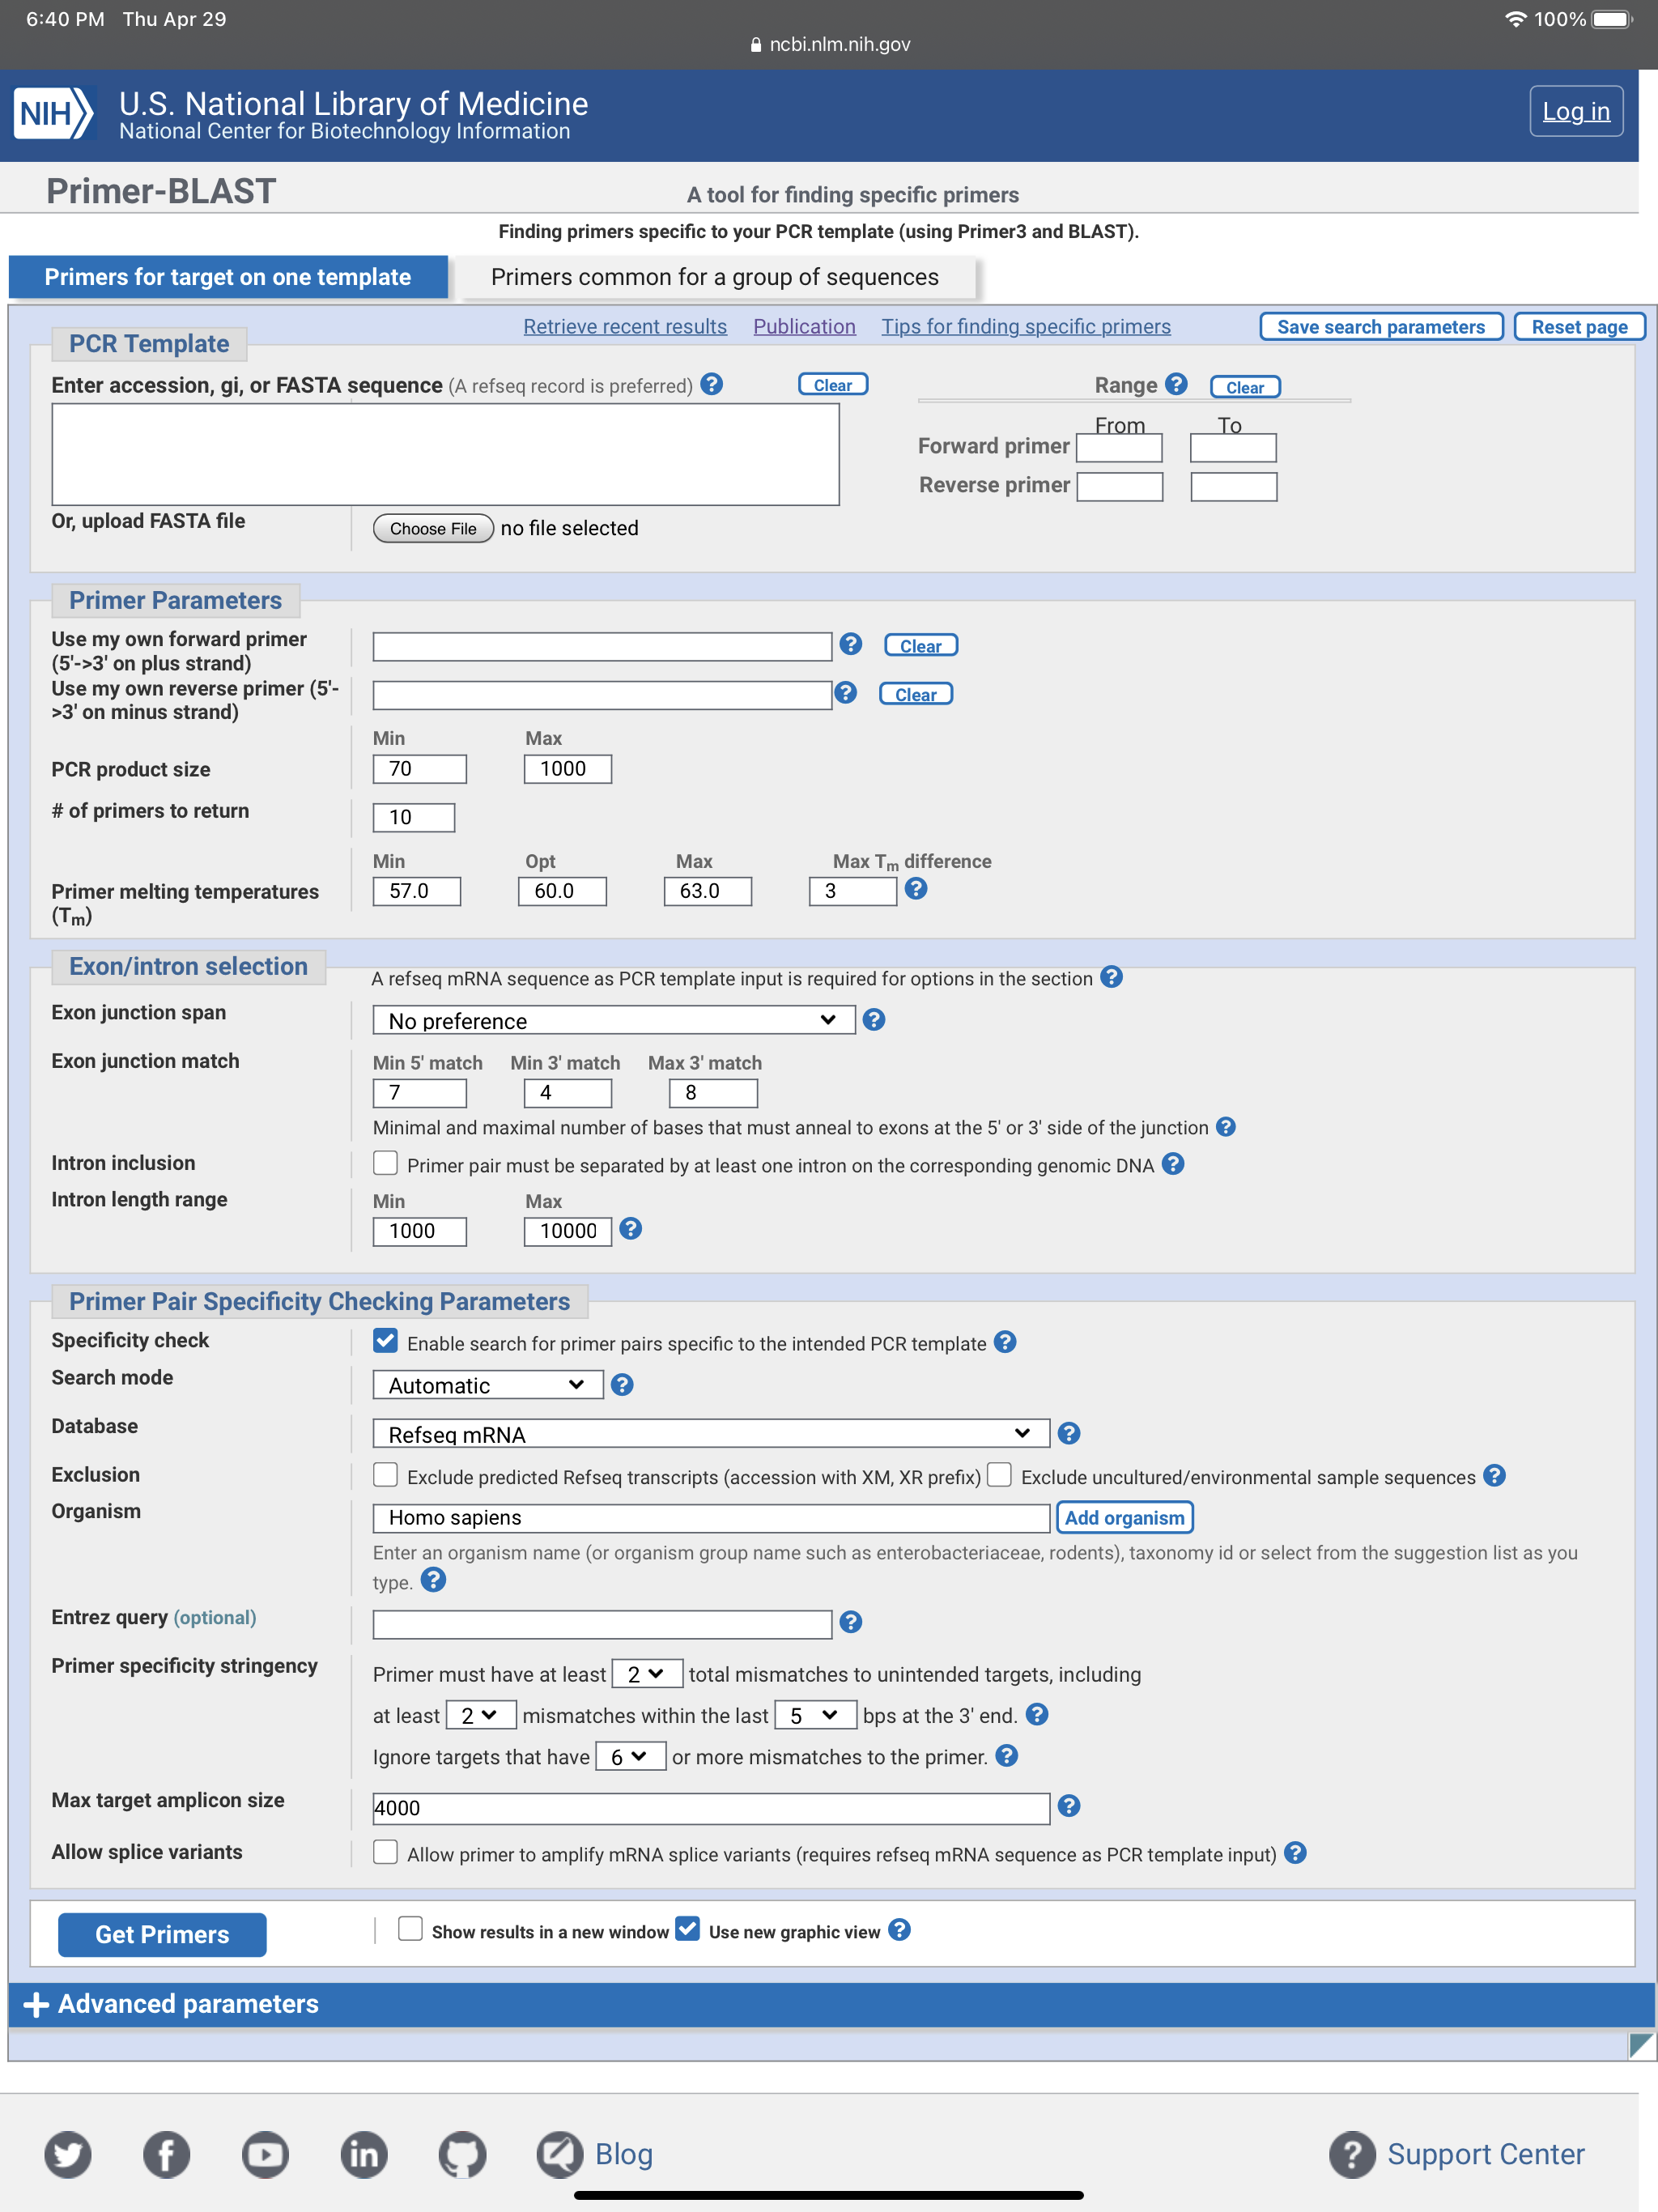 6:40 PM Thu Apr 29
100%
ncbi.nlm.nih.gov
NIH
U.S. National Library of Medicine
National Center for Biotechnology Information
Log in
Primer-BLAST
A tool for finding specific primers
Finding primers specific to your PCR template (using Primer3 and BLAST).
Primers for target on one template
Primers common for a group of sequences
Retrieve recent results Publication Tips for finding specific primers
Save search parameters Reset page
PCR Template
Enter accession, gi, or FASTA sequence (A refseq record is preferred) ? Clear
Range ? Clear
From To
Forward primer
Reverse primer
Or, upload FASTA file
Choose File no file selected
Primer Parameters
Use my own forward primer
(5'->3' on plus strand)
? Clear
Use my own reverse primer (5'-
>3' on minus strand)
? Clear
Min Max
PCR product size 70 1000
# of primers to return 10
Min Opt Max Max Tm difference
Primer melting temperatures
(Tm)
57.0 60.0 63.0 3 ?
Exon/intron selection
A refseq mRNA sequence as PCR template input is required for options in the section ?
Exon junction span No preference ?
Exon junction match Min 5' match Min 3' match Max 3' match
7 4 8
Minimal and maximal number of bases that must anneal to exons at the 5' or 3' side of the junction ?
Intron inclusion Primer pair must be separated by at least one intron on the corresponding genomic DNA ?
Intron length range Min Max
1000 10000 ?
Primer Pair Specificity Checking Parameters
Specificity check Enable search for primer pairs specific to the intended PCR template ?
Search mode Automatic ?
Database Refseq mRNA ?
Exclusion Exclude predicted Refseq transcripts (accession with XM, XR prefix) Exclude uncultured/environmental sample sequences ?
Organism Homo sapiens Add organism
Enter an organism name (or organism group name such as enterobacteriaceae, rodents), taxonomy id or select from the suggestion list as you
type. ?
Entrez query (optional) ?
Primer specificity stringency Primer must have at least 2 total mismatches to unintended targets, including
at least 2 mismatches within the last 5 bps at the 3' end. ?
Ignore targets that have 6 or more mismatches to the primer. ?
Max target amplicon size 4000 ?
Allow splice variants Allow primer to amplify mRNA splice variants (requires refseq mRNA sequence as PCR template input) ?
Get Primers Show results in a new window Use new graphic view ?
+ Advanced parameters
f in Blog ? Support Center